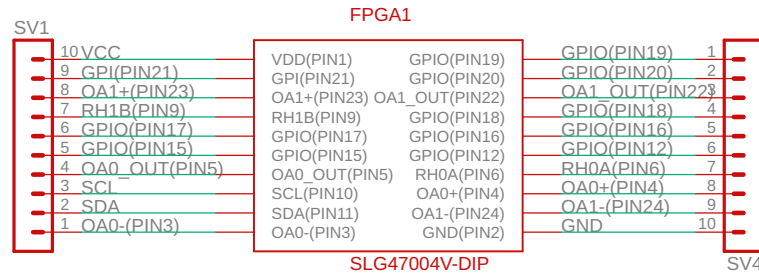 FPGA1
SV1
10 VCC VDD(PIN1) GPIO(PIN19) GPIO(PIN19) 1
9 GPI(PIN21) GPI(PIN21) GPIO(PIN20) GPIO(PIN20) 2
8 OA1+(PIN23) OA1+(PIN23) OA1_OUT(PIN22) OA1_OUT(PIN22) 3
7 RH1B(PIN9) RH1B(PIN9) GPIO(PIN18) GPIO(PIN18) 4
6 GPIO(PIN17) GPIO(PIN17) GPIO(PIN16) GPIO(PIN16) 5
5 GPIO(PIN15) GPIO(PIN15) GPIO(PIN12) GPIO(PIN12) 6
4 OA0_OUT(PIN5) OA0_OUT(PIN5) RH0A(PIN6) RH0A(PIN6) 7
3 SCL SCL(PIN10) OA0+(PIN4) OA0+(PIN4) 8
2 SDA SDA(PIN11) OA1-(PIN24) OA1-(PIN24) 9
1 OA0-(PIN3) OA0-(PIN3) GND(PIN2) GND 10
SLG47004V-DIP
SV4